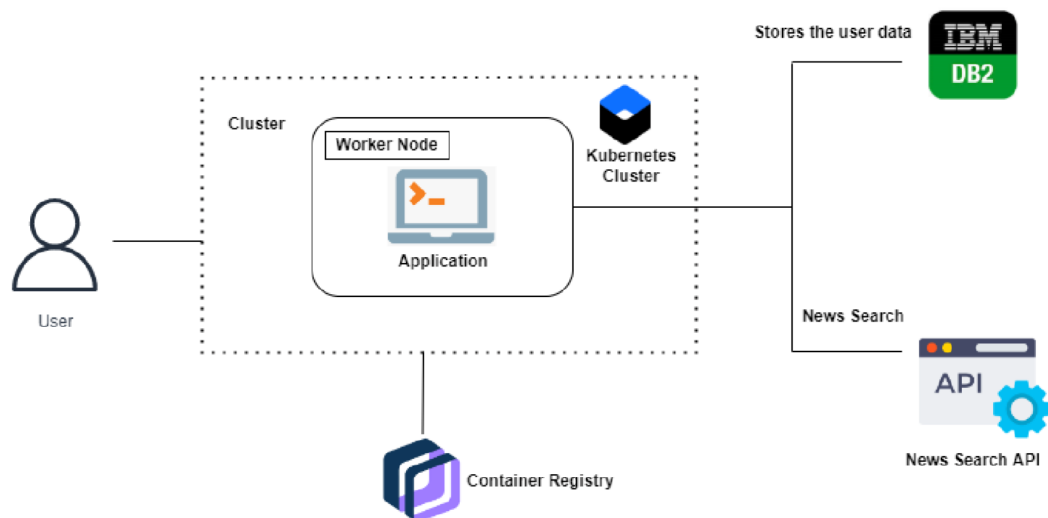 Stores the user data
IBM
DB2
Cluster
Worker Node
Kubernetes
Cluster
Application
User
News Search
API
News Search API
Container Registry